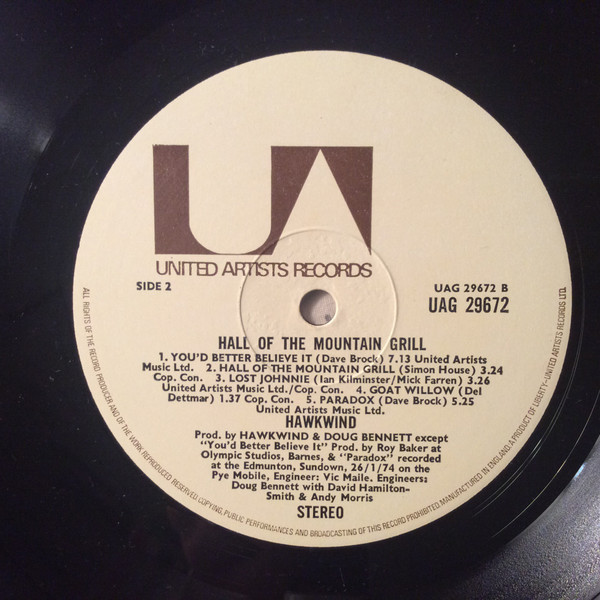 UA
UNITED ARTISTS RECORDS
SIDE 2
UAG 29672 B
UAG 29672
HALL OF THE MOUNTAIN GRILL
1. YOU'D BETTER BELIEVE IT (Dave Brock) 7.13 United Artists
Music Ltd. 2. HALL OF THE MOUNTAIN GRILL (Simon House) 3.24
Cop. Con. 3. LOST JOHNNIE (Ian Kilminster/Mick Farren) 3.26
United Artists Music Ltd./Cop. Con. 4. GOAT WILLOW (Del
Dettmar) 1.37 Cop. Con. 5. PARADOX (Dave Brock) 5.25
United Artists Music Ltd.
HAWKWIND
Prod. by HAWKWIND & DOUG BENNETT except
"You'd Better Believe It" Prod. by Roy Baker at
Olympic Studios, Barnes, & "Paradox" recorded
at the Edmunton, Sundown, 26/1/74 on the
Pye Mobile, Engineer: Vic Maile. Engineers:
Doug Bennett with David Hamilton-
Smith & Andy Morris
STEREO
ALL RIGHTS OF THE RECORD PRODUCER AND OF THE OWNER OF THE WORK REPRODUCED RESERVED. COPYING, PUBLIC PERFORMANCES AND BROADCASTING OF THIS RECORD PROHIBITED. MANUFACTURED IN ENGLAND. A PRODUCT OF LIBERTY-UNITED ARTISTS RECORDS LTD.